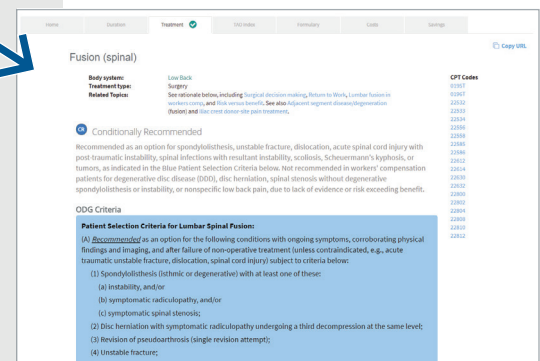 Home Duration Treatment ODG Index Formulary Costs Savings
Copy URL
Fusion (spinal)
Body system: Low Back
Treatment type: Surgery
Related Topics: See rationale below, including Surgical decision making, Return to Work, Lumbar fusion in
workers comp, and Risk versus benefit. See also Adjacent segment disease/degeneration
(fusion) and Iliac crest donor-site pain treatment.
CPT Codes
0195T
0196T
22532
22533
22534
22556
22558
22585
22586
22612
22614
22630
22632
22800
22802
22804
22808
22810
22812
CR Conditionally Recommended
Recommended as an option for spondylolisthesis, unstable fracture, dislocation, acute spinal cord injury with
post-traumatic instability, spinal infections with resultant instability, scoliosis, Scheuermann's kyphosis, or
tumors, as indicated in the Blue Patient Selection Criteria below. Not recommended in workers' compensation
patients for degenerative disc disease (DDD), disc herniation, spinal stenosis without degenerative
spondylolisthesis or instability, or nonspecific low back pain, due to lack of evidence or risk exceeding benefit.
ODG Criteria
Patient Selection Criteria for Lumbar Spinal Fusion:
(A) Recommended as an option for the following conditions with ongoing symptoms, corroborating physical
findings and imaging, and after failure of non-operative treatment (unless contraindicated, e.g., acute
traumatic unstable fracture, dislocation, spinal cord injury) subject to criteria below:
(1) Spondylolisthesis (isthmic or degenerative) with at least one of these:
(a) instability, and/or
(b) symptomatic radiculopathy, and/or
(c) symptomatic spinal stenosis;
(2) Disc herniation with symptomatic radiculopathy undergoing a third decompression at the same level;
(3) Revision of pseudoarthrosis (single revision attempt);
(4) Unstable fracture;